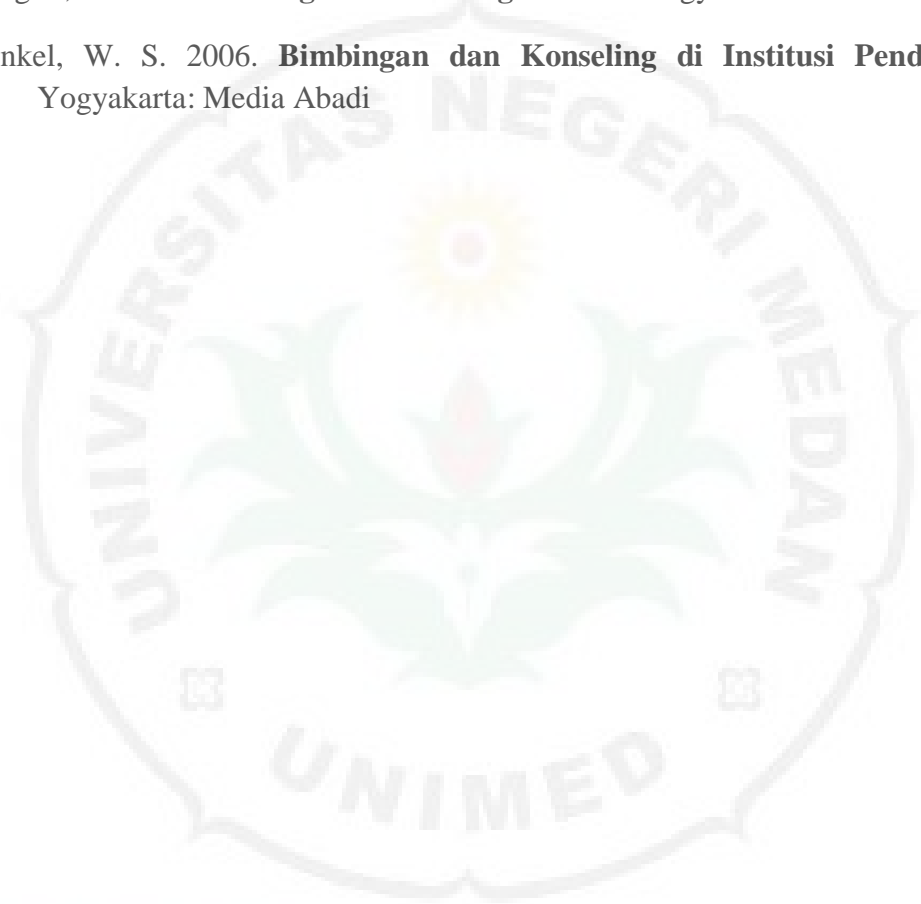 nkel, W. S. 2006. Bimbingan dan Konseling di Institusi Pend
Yogyakarta: Media Abadi
UNIVERSITAS NEGERI MEDAN
UNIMED